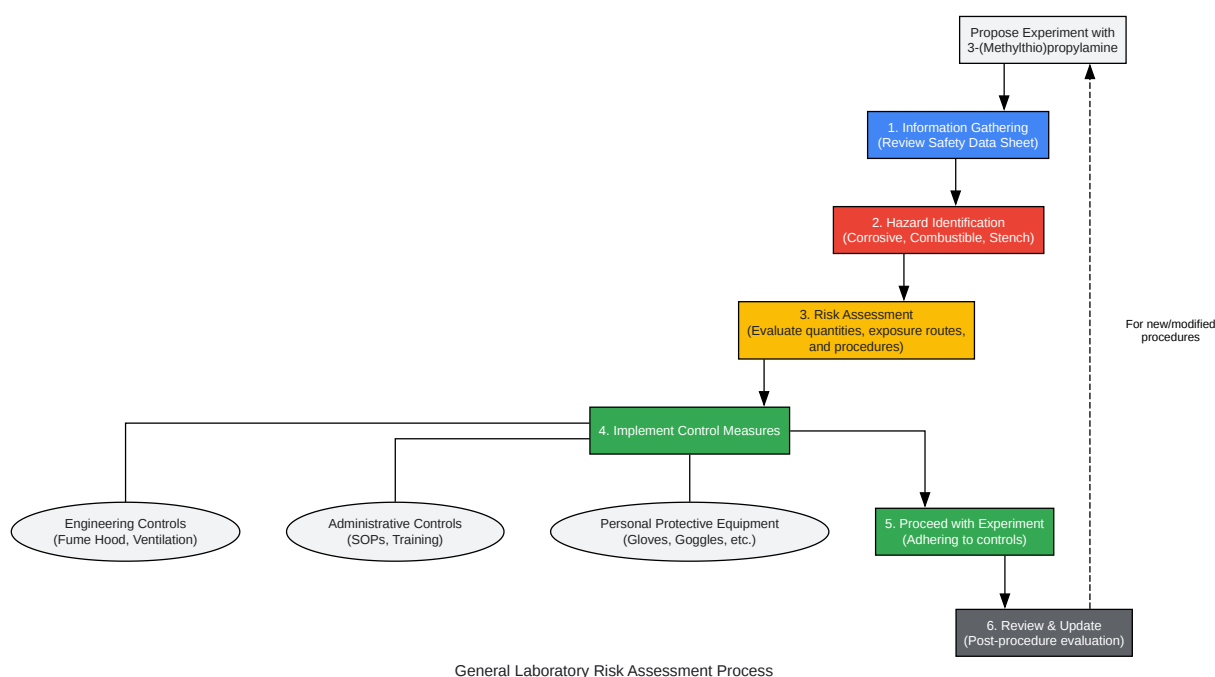 Propose Experiment with
3-(Methylthio)propylamine
1. Information Gathering
(Review Safety Data Sheet)
2. Hazard Identification
(Corrosive, Combustible, Stench)
3. Risk Assessment
(Evaluate quantities, exposure routes,
and procedures)
For new/modified
procedures
4. Implement Control Measures
Engineering Controls
(Fume Hood, Ventilation)
Administrative Controls
(SOPs, Training)
Personal Protective Equipment
(Gloves, Goggles, etc.)
5. Proceed with Experiment
(Adhering to controls)
6. Review & Update
(Post-procedure evaluation)
General Laboratory Risk Assessment Process